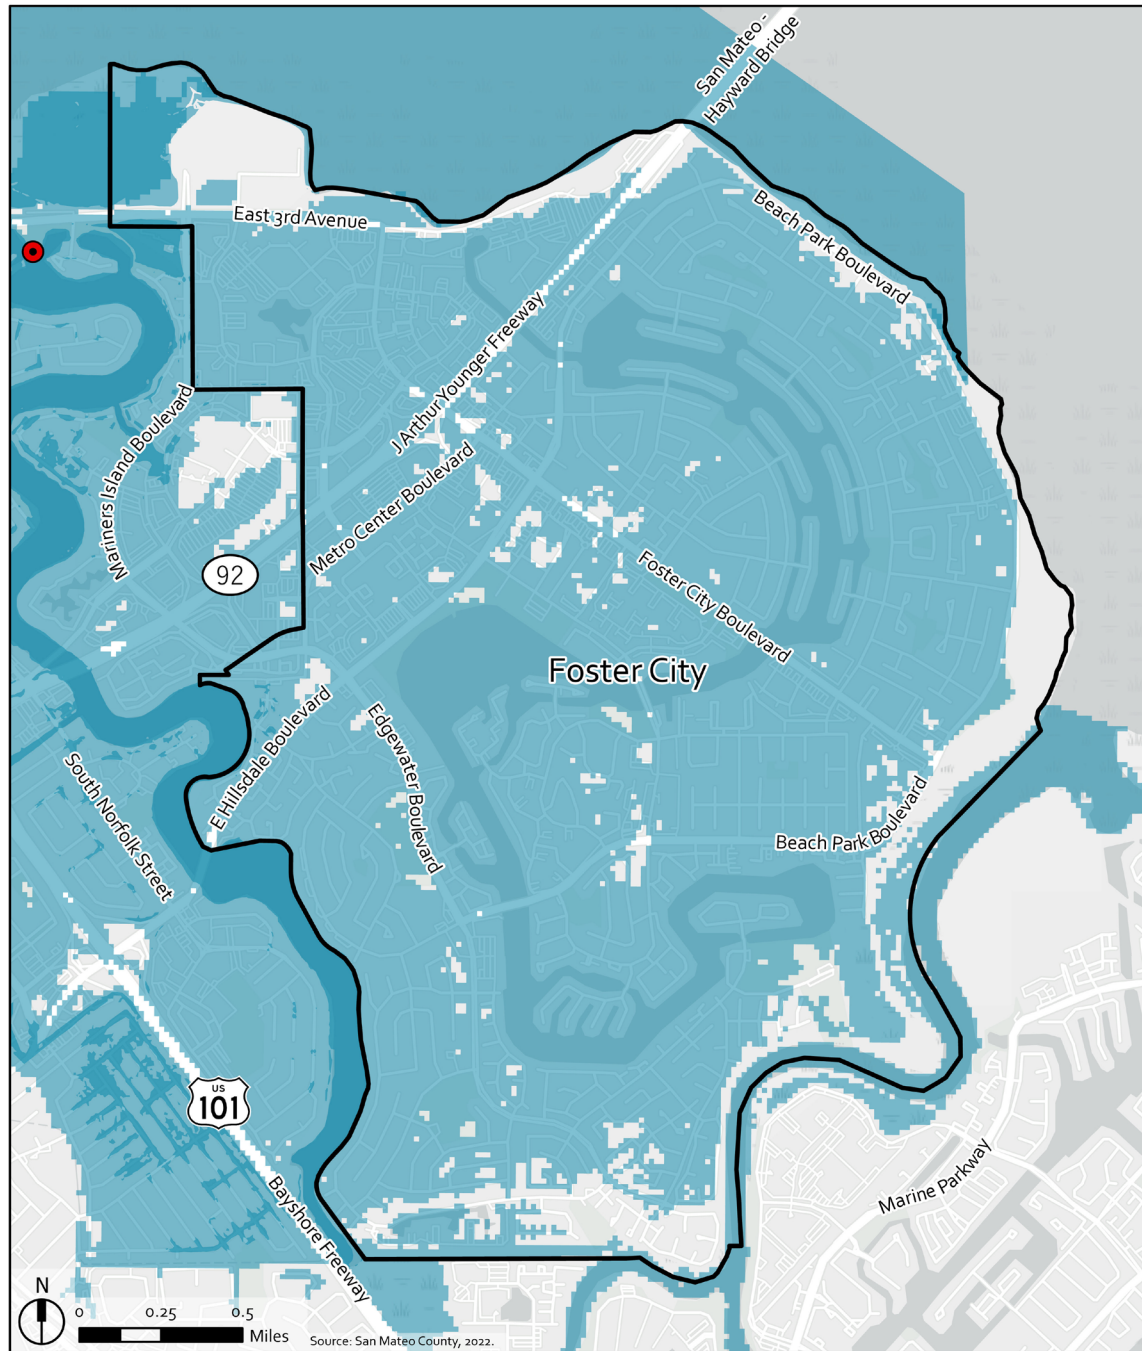 San Mateo -
Hayward Bridge
East 3rd Avenue
Beach Park Boulevard
J Arthur Younger Freeway
Mariners Island Boulevard
Metro Center Boulevard
92
Foster City Boulevard
Foster City
E Hillsdale Boulevard
Edgewater Boulevard
South Norfolk Street
Beach Park Boulevard
US
101
Bayshore Freeway
Marine Parkway
N
0 0.25 0.5
Miles
Source: San Mateo County, 2022.